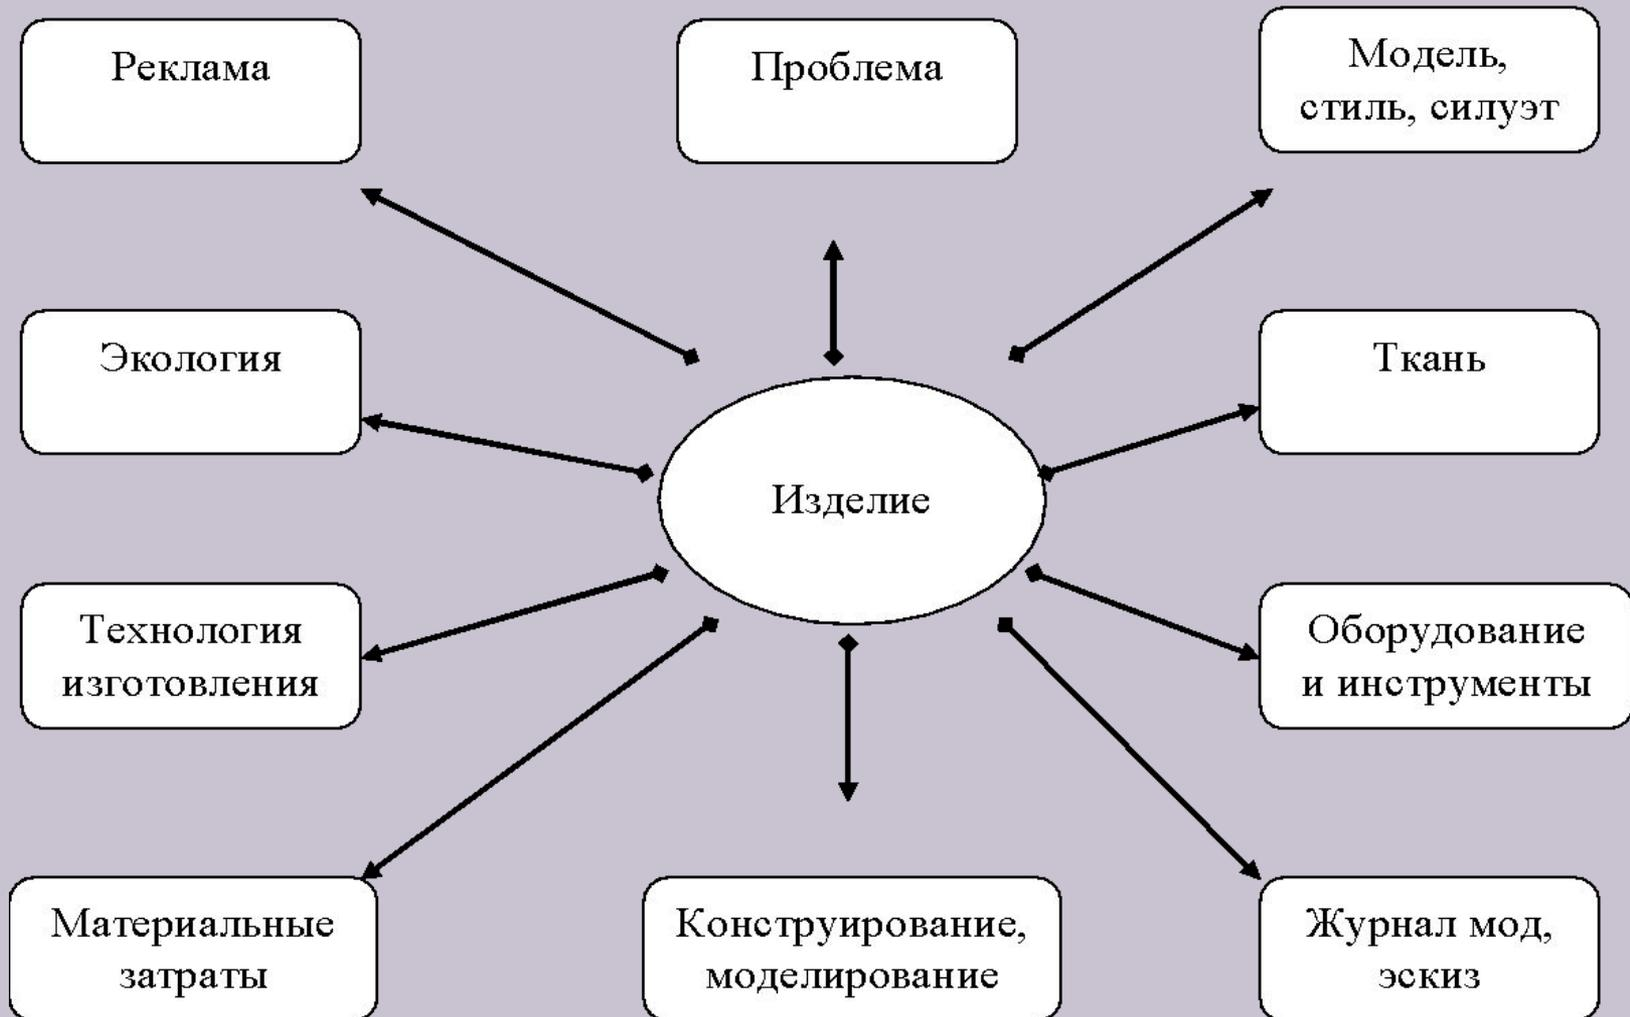 Реклама
Проблема
Модель,
стиль, силуэт
Экология
Ткань
Изделие
Технология
изготовления
Оборудование
и инструменты
Материальные
затраты
Конструирование,
моделирование
Журнал мод,
эскиз